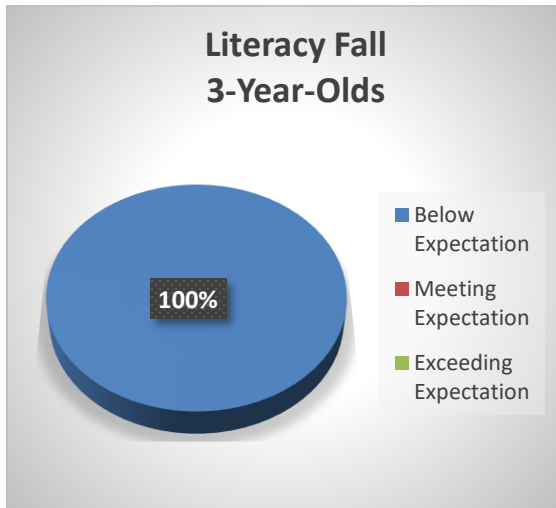 Literacy Fall
3-Year-Olds
100%
Below
Expectation
Meeting
Expectation
Exceeding
Expectation